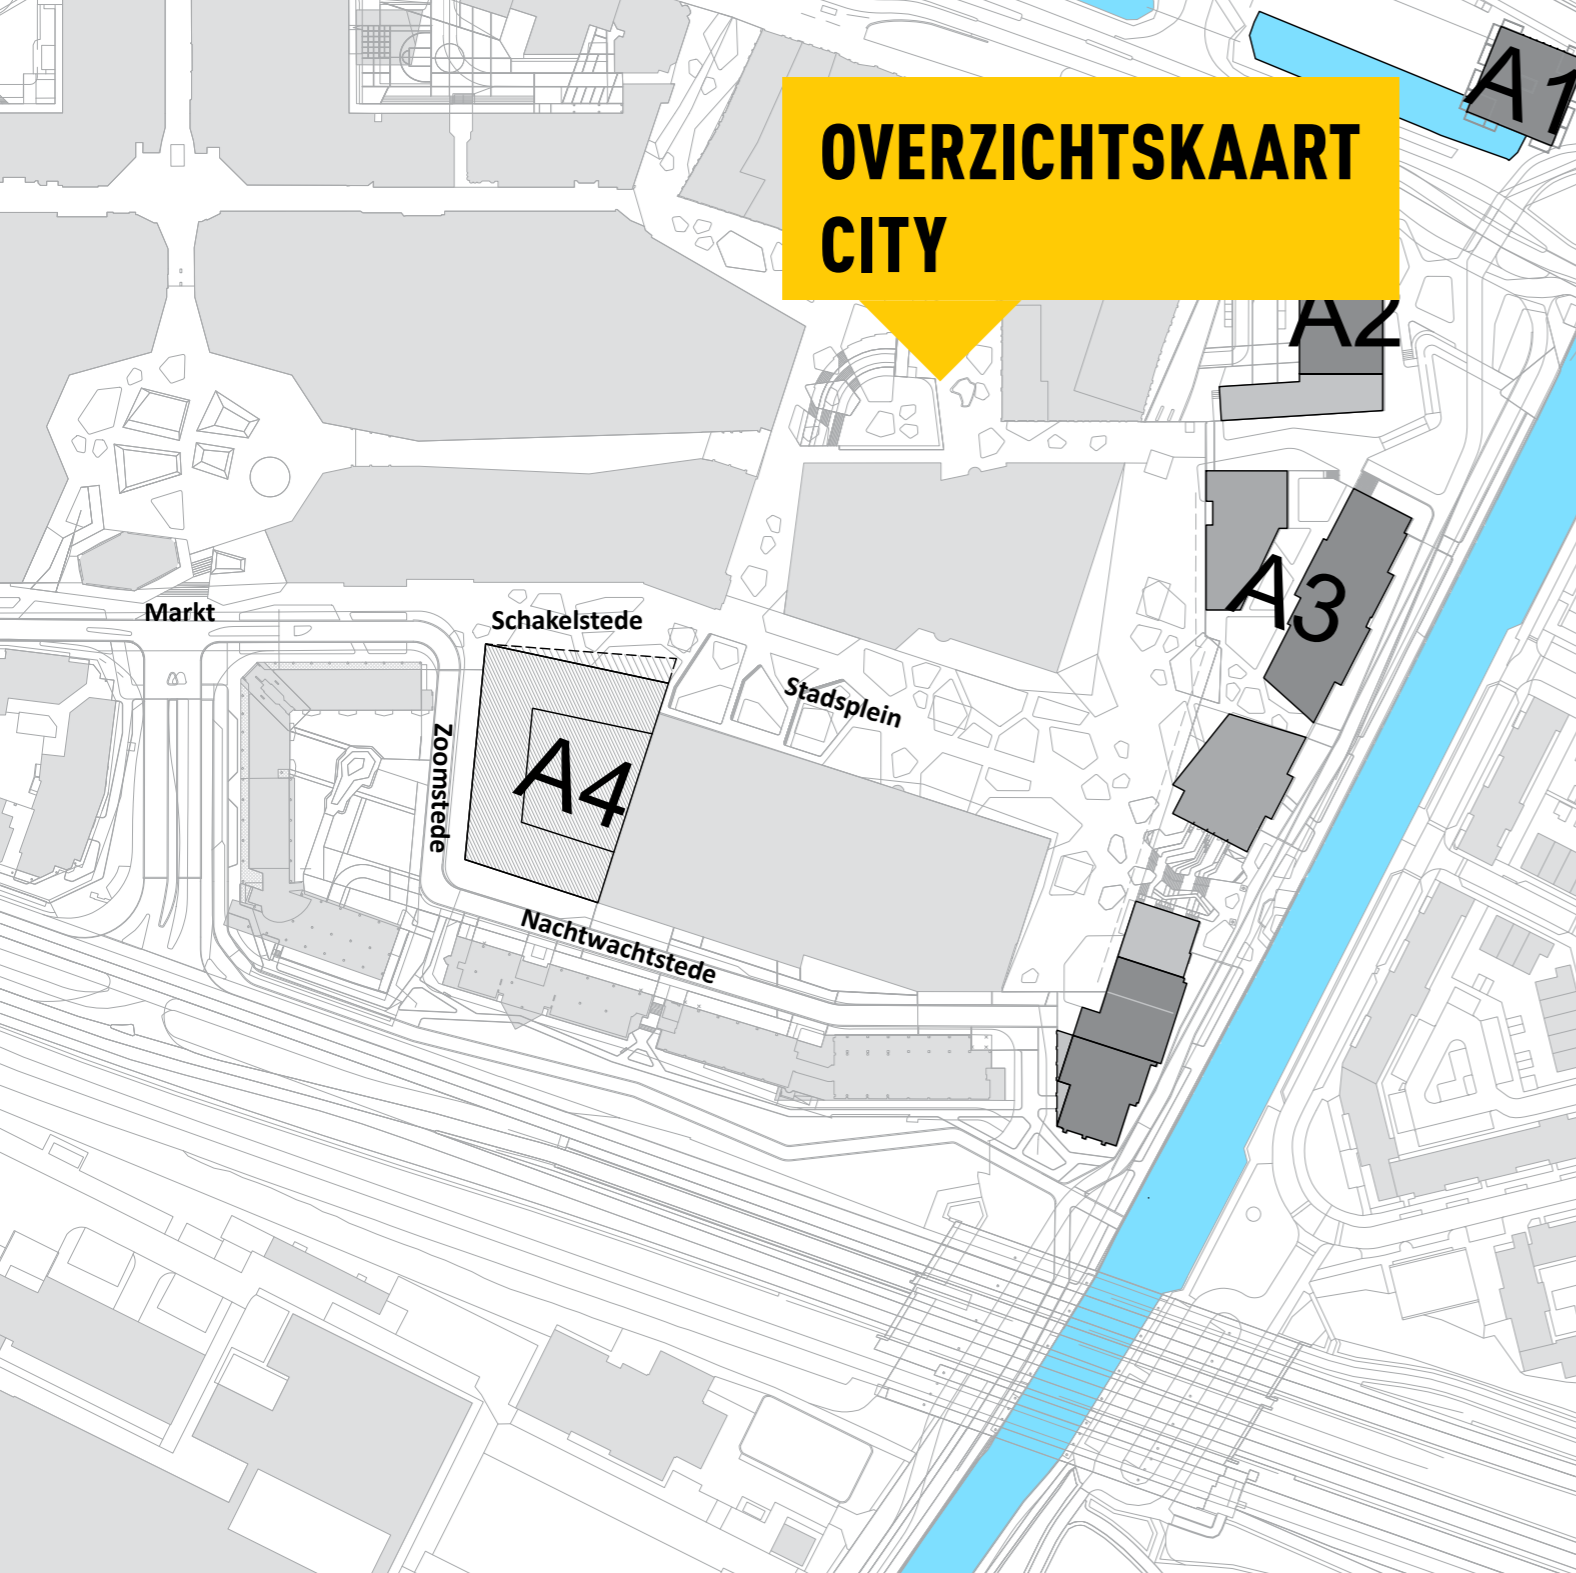 A1
OVERZICHTSKAART
CITY
A2
A3
Markt
Schakelstede
Stadsplein
Zoomstede
A4
Nachtwachtstede